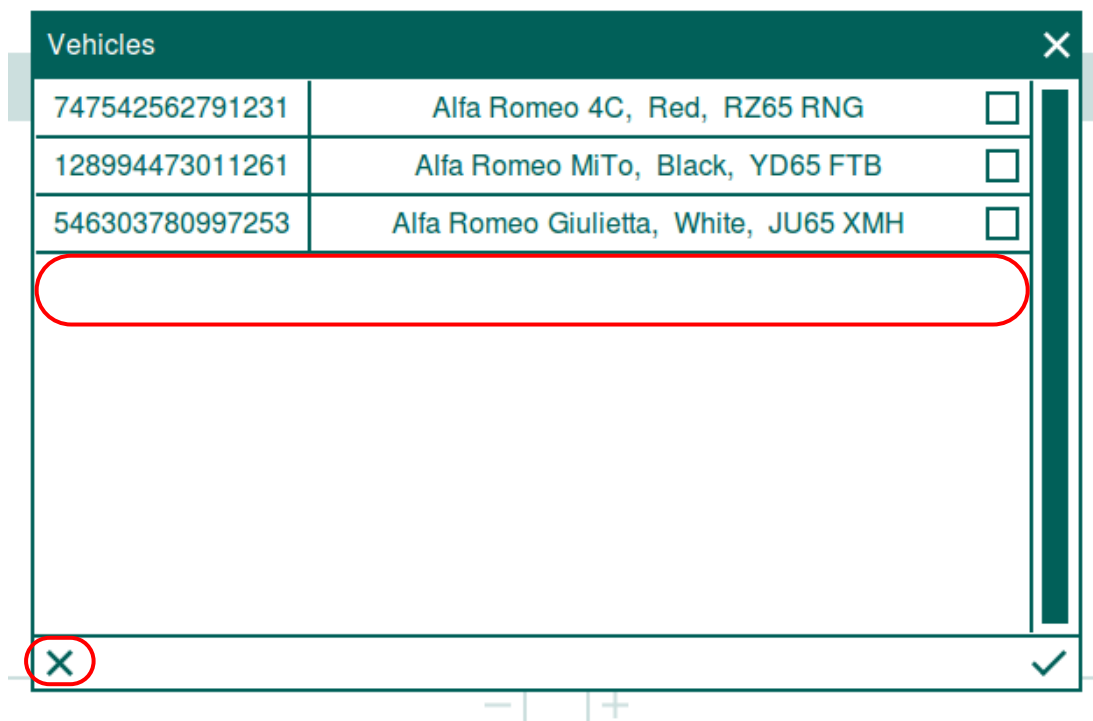 Vehicles
747542562791231 Alfa Romeo 4C, Red, RZ65 RNG
128994473011261 Alfa Romeo MiTo, Black, YD65 FTB
546303780997253 Alfa Romeo Giulietta, White, JU65 XMH